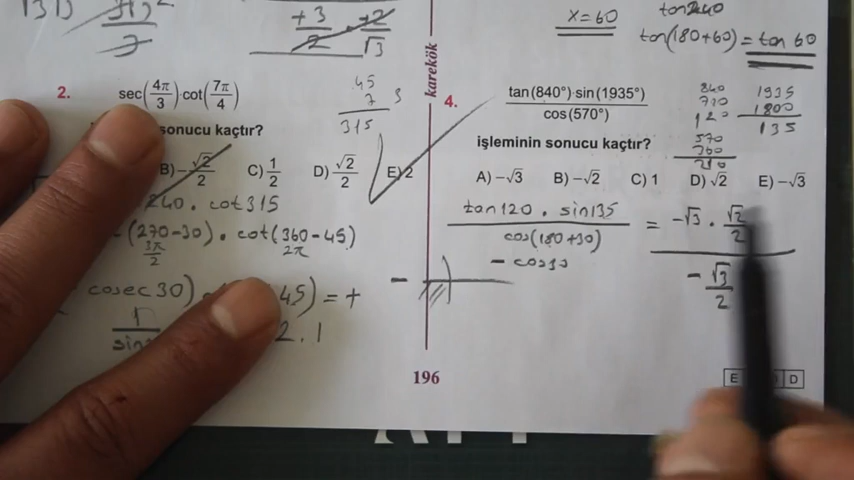 x=60
tan 240
tan(180+60) = tan 60
+3/2 · √2/√3
karekök
2. sec(4π/3)·cot(7π/4)
sonucu kaçtır?
B) -√2/2 C) 1/2 D) √2/2 E) 2
45
7
315
240 . cot315
(270-30) . cot(360-45)
3π/2 2π
cosec30) 45) = +
2.1
4. tan(840°)·sin(1935°)/cos(570°)
işleminin sonucu kaçtır?
A) -√3 B) -√2 C) 1 D) √2 E) -√3
840
720
120
1935
1800
135
570
360
210
tan120 . sin135 / cos(180+30) = -√3 . √2/2 / -√3/2
- cos30
196
E D